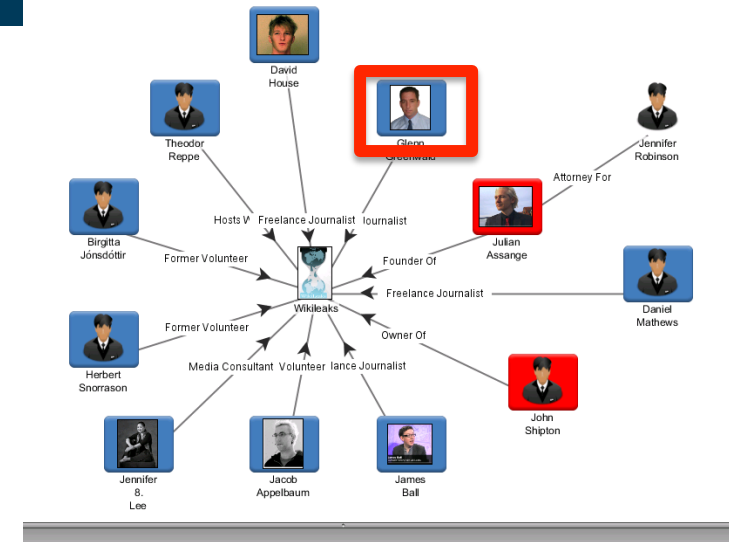 David
House
Theodor
Reppe
Glenn
Greenwald
Jennifer
Robinson
Attorney For
Julian
Assange
Birgitta
Jónsdóttir
Hosts W
Freelance Journalist
Journalist
Former Volunteer
Founder Of
Wikileaks
Freelance Journalist
Daniel
Mathews
Former Volunteer
Owner Of
Herbert
Snorrason
Media Consultant
Volunteer
lance Journalist
John
Shipton
Jennifer
8.
Lee
Jacob
Appelbaum
James
Ball